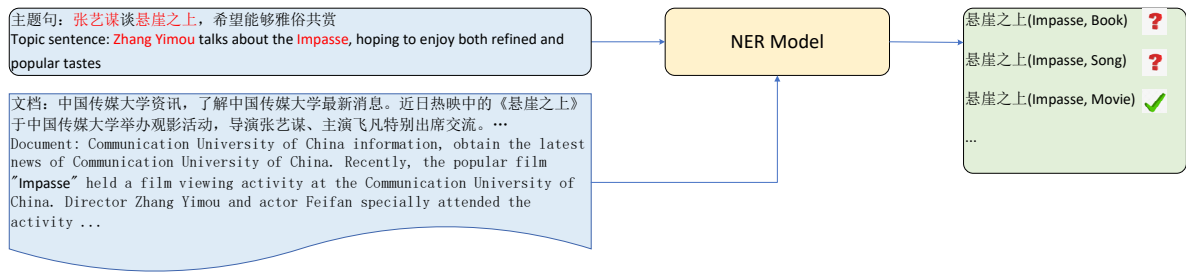 主题句：张艺谋谈悬崖之上，希望能够雅俗共赏
Topic sentence: Zhang Yimou talks about the Impasse, hoping to enjoy both refined and
popular tastes
文档：中国传媒大学资讯，了解中国传媒大学最新消息。近日热映中的《悬崖之上》
于中国传媒大学举办观影活动，导演张艺谋、主演飞凡特别出席交流。…
Document: Communication University of China information, obtain the latest
news of Communication University of China. Recently, the popular film
"Impasse" held a film viewing activity at the Communication University of
China. Director Zhang Yimou and actor Feifan specially attended the
activity ...
NER Model
悬崖之上(Impasse, Book) ?
悬崖之上(Impasse, Song) ?
悬崖之上(Impasse, Movie)
...